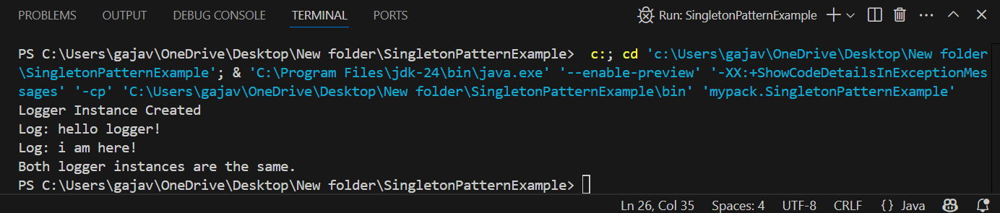 PROBLEMS OUTPUT DEBUG CONSOLE TERMINAL PORTS Run: SingletonPatternExample
PS C:\Users\gajav\OneDrive\Desktop\New folder\SingletonPatternExample>  c:; cd 'c:\Users\gajav\OneDrive\Desktop\New folder
\SingletonPatternExample'; & 'C:\Program Files\jdk-24\bin\java.exe' '--enable-preview' '-XX:+ShowCodeDetailsInExceptionMes
sages' '-cp' 'C:\Users\gajav\OneDrive\Desktop\New folder\SingletonPatternExample\bin' 'mypack.SingletonPatternExample'
Logger Instance Created
Log: hello logger!
Log: i am here!
Both logger instances are the same.
PS C:\Users\gajav\OneDrive\Desktop\New folder\SingletonPatternExample>
Ln 26, Col 35 Spaces: 4 UTF-8 CRLF {} Java